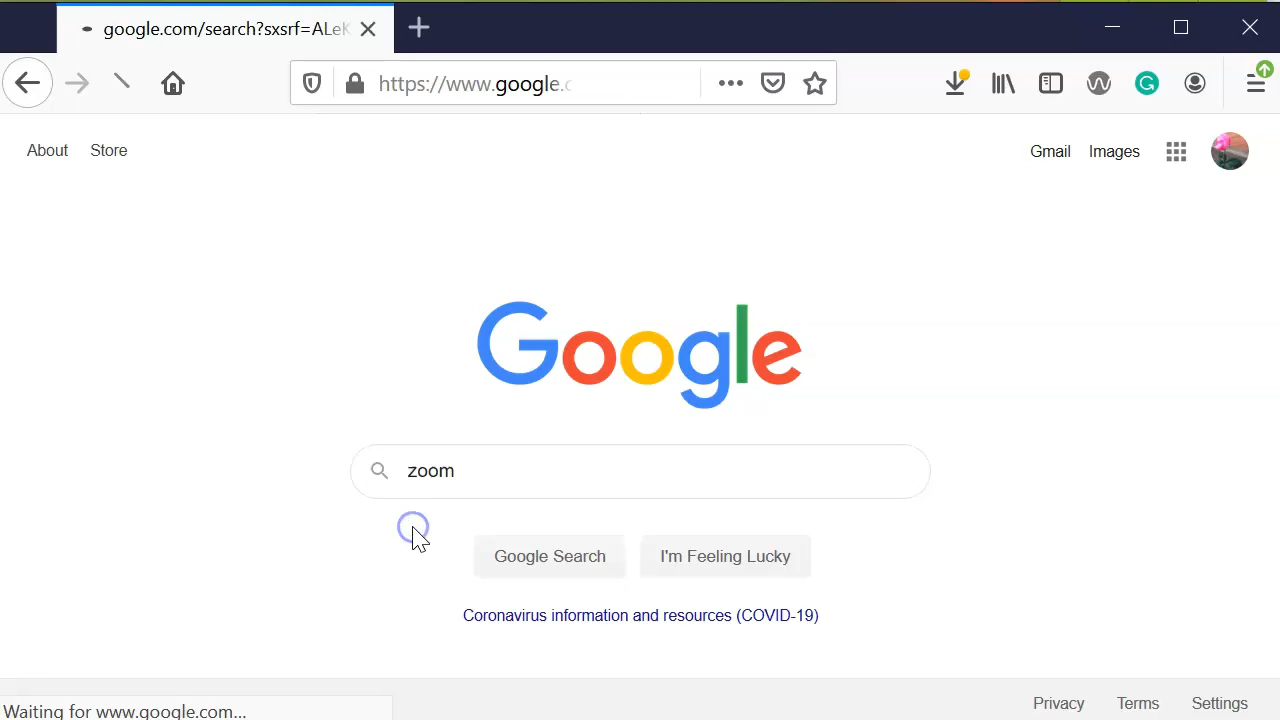 google.com/search?sxsrf=ALeK
https://www.google.c
About Store
Gmail Images
Google
zoom
Google Search I'm Feeling Lucky
Coronavirus information and resources (COVID-19)
Privacy Terms Settings
Waiting for www.google.com...